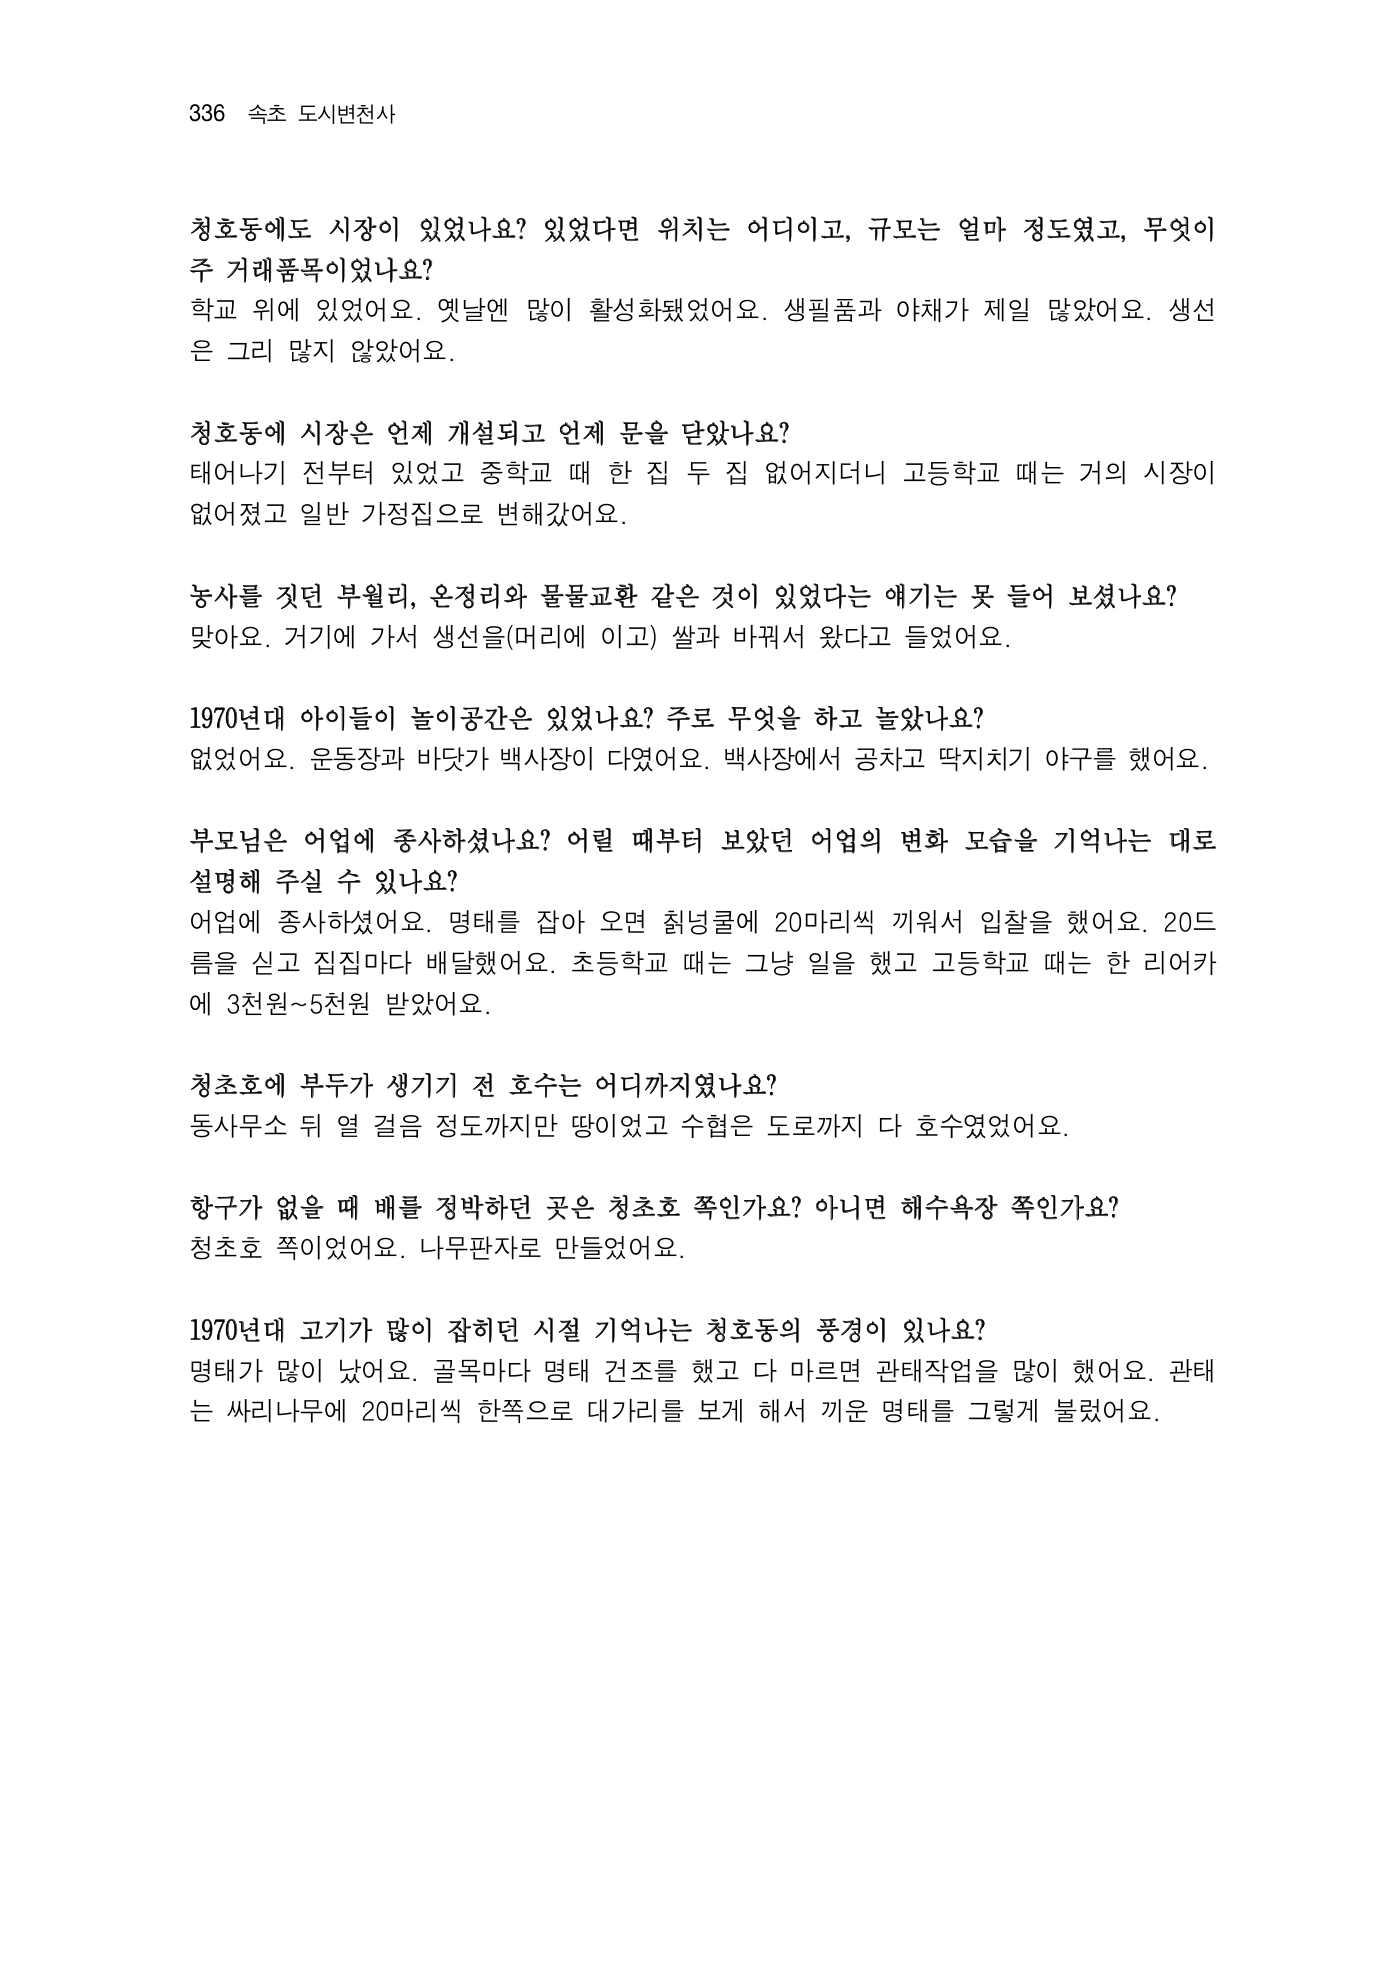 336 속초 도시변천사
청호동에도 시장이 있었나요? 있었다면 위치는 어디이고, 규모는 얼마 정도였고, 무엇이
주 거래품목이었나요?
학교 위에 있었어요. 옛날엔 많이 활성화됐었어요. 생필품과 야채가 제일 많았어요. 생선
은 그리 많지 않았어요.
청호동에 시장은 언제 개설되고 언제 문을 닫았나요?
태어나기 전부터 있었고 중학교 때 한 집 두 집 없어지더니 고등학교 때는 거의 시장이
없어졌고 일반 가정집으로 변해갔어요.
농사를 짓던 부월리, 온정리와 물물교환 같은 것이 있었다는 얘기는 못 들어 보셨나요?
맞아요. 거기에 가서 생선을(머리에 이고) 쌀과 바꿔서 왔다고 들었어요.
1970년대 아이들이 놀이공간은 있었나요? 주로 무엇을 하고 놀았나요?
없었어요. 운동장과 바닷가 백사장이 다였어요. 백사장에서 공차고 딱지치기 야구를 했어요.
부모님은 어업에 종사하셨나요? 어릴 때부터 보았던 어업의 변화 모습을 기억나는 대로
설명해 주실 수 있나요?
어업에 종사하셨어요. 명태를 잡아 오면 칡넝쿨에 20마리씩 끼워서 입찰을 했어요. 20드
름을 싣고 집집마다 배달했어요. 초등학교 때는 그냥 일을 했고 고등학교 때는 한 리어카
에 3천원~5천원 받았어요.
청초호에 부두가 생기기 전 호수는 어디까지였나요?
동사무소 뒤 열 걸음 정도까지만 땅이었고 수협은 도로까지 다 호수였었어요.
항구가 없을 때 배를 정박하던 곳은 청초호 쪽인가요? 아니면 해수욕장 쪽인가요?
청초호 쪽이었어요. 나무판자로 만들었어요.
1970년대 고기가 많이 잡히던 시절 기억나는 청호동의 풍경이 있나요?
명태가 많이 났어요. 골목마다 명태 건조를 했고 다 마르면 관태작업을 많이 했어요. 관태
는 싸리나무에 20마리씩 한쪽으로 대가리를 보게 해서 끼운 명태를 그렇게 불렀어요.